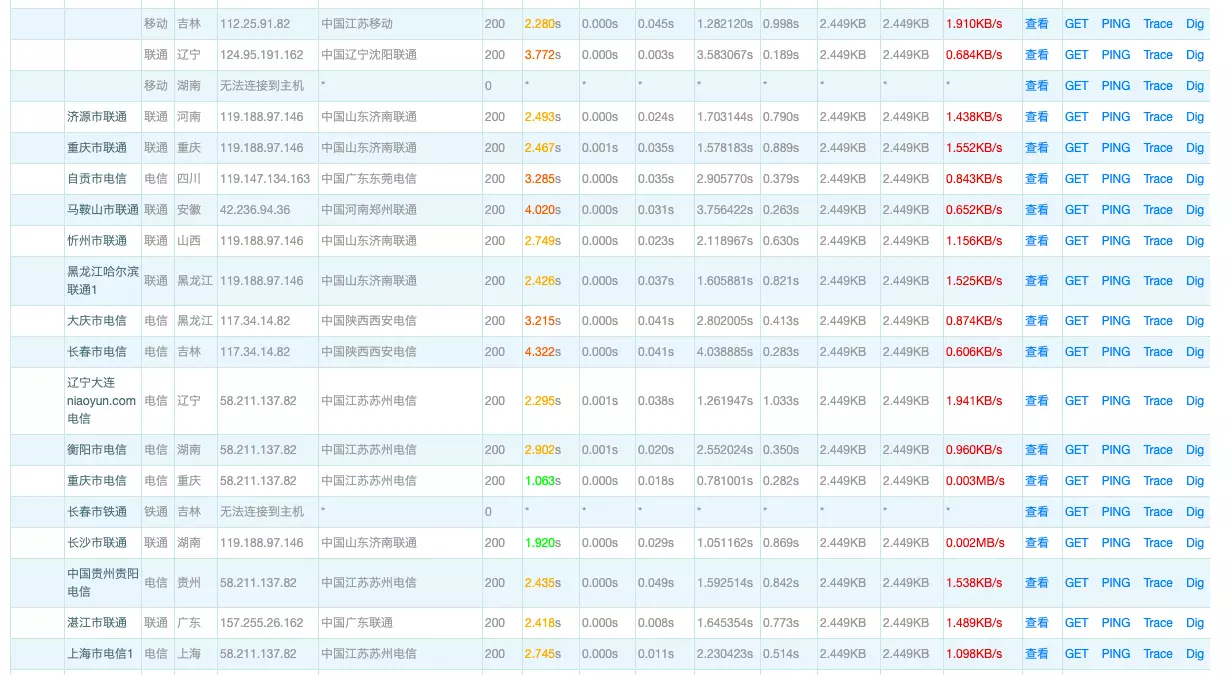 移动 吉林 112.25.91.82 中国江苏移动 200 2.280s 0.000s 0.045s 1.282120s 0.998s 2.449KB 2.449KB 1.910KB/s 查看 GET PING Trace Dig
联通 辽宁 124.95.191.162 中国辽宁沈阳联通 200 3.772s 0.000s 0.003s 3.583067s 0.189s 2.449KB 2.449KB 0.684KB/s 查看 GET PING Trace Dig
移动 湖南 无法连接到主机 * 0 * * * * * * * * 查看 GET PING Trace Dig
济源市联通 联通 河南 119.188.97.146 中国山东济南联通 200 2.493s 0.000s 0.024s 1.703144s 0.790s 2.449KB 2.449KB 1.438KB/s 查看 GET PING Trace Dig
重庆市联通 联通 重庆 119.188.97.146 中国山东济南联通 200 2.467s 0.001s 0.035s 1.578183s 0.889s 2.449KB 2.449KB 1.552KB/s 查看 GET PING Trace Dig
自贡市电信 电信 四川 119.147.134.163 中国广东东莞电信 200 3.285s 0.000s 0.035s 2.905770s 0.379s 2.449KB 2.449KB 0.843KB/s 查看 GET PING Trace Dig
马鞍山市联通 联通 安徽 42.236.94.36 中国河南郑州联通 200 4.020s 0.000s 0.031s 3.756422s 0.263s 2.449KB 2.449KB 0.652KB/s 查看 GET PING Trace Dig
忻州市联通 联通 山西 119.188.97.146 中国山东济南联通 200 2.749s 0.000s 0.023s 2.118967s 0.630s 2.449KB 2.449KB 1.156KB/s 查看 GET PING Trace Dig
黑龙江哈尔滨
联通1 联通 黑龙江 119.188.97.146 中国山东济南联通 200 2.426s 0.000s 0.037s 1.605881s 0.821s 2.449KB 2.449KB 1.525KB/s 查看 GET PING Trace Dig
大庆市电信 电信 黑龙江 117.34.14.82 中国陕西西安电信 200 3.215s 0.000s 0.041s 2.802005s 0.413s 2.449KB 2.449KB 0.874KB/s 查看 GET PING Trace Dig
长春市电信 电信 吉林 117.34.14.82 中国陕西西安电信 200 4.322s 0.000s 0.041s 4.038885s 0.283s 2.449KB 2.449KB 0.606KB/s 查看 GET PING Trace Dig
辽宁大连
niaoyun.com 电信 辽宁 58.211.137.82 中国江苏苏州电信 200 2.295s 0.001s 0.038s 1.261947s 1.033s 2.449KB 2.449KB 1.941KB/s 查看 GET PING Trace Dig
电信
衡阳市电信 电信 湖南 58.211.137.82 中国江苏苏州电信 200 2.902s 0.001s 0.020s 2.552024s 0.350s 2.449KB 2.449KB 0.960KB/s 查看 GET PING Trace Dig
重庆市电信 电信 重庆 58.211.137.82 中国江苏苏州电信 200 1.063s 0.000s 0.018s 0.781001s 0.282s 2.449KB 2.449KB 0.003MB/s 查看 GET PING Trace Dig
长春市铁通 铁通 吉林 无法连接到主机 * 0 * * * * * * * * 查看 GET PING Trace Dig
长沙市联通 联通 湖南 119.188.97.146 中国山东济南联通 200 1.920s 0.000s 0.029s 1.051162s 0.869s 2.449KB 2.449KB 0.002MB/s 查看 GET PING Trace Dig
中国贵州贵阳
电信 电信 贵州 58.211.137.82 中国江苏苏州电信 200 2.435s 0.000s 0.049s 1.592514s 0.842s 2.449KB 2.449KB 1.538KB/s 查看 GET PING Trace Dig
湛江市联通 联通 广东 157.255.26.162 中国广东联通 200 2.418s 0.000s 0.008s 1.645354s 0.773s 2.449KB 2.449KB 1.489KB/s 查看 GET PING Trace Dig
上海市电信1 电信 上海 58.211.137.82 中国江苏苏州电信 200 2.745s 0.000s 0.011s 2.230423s 0.514s 2.449KB 2.449KB 1.098KB/s 查看 GET PING Trace Dig